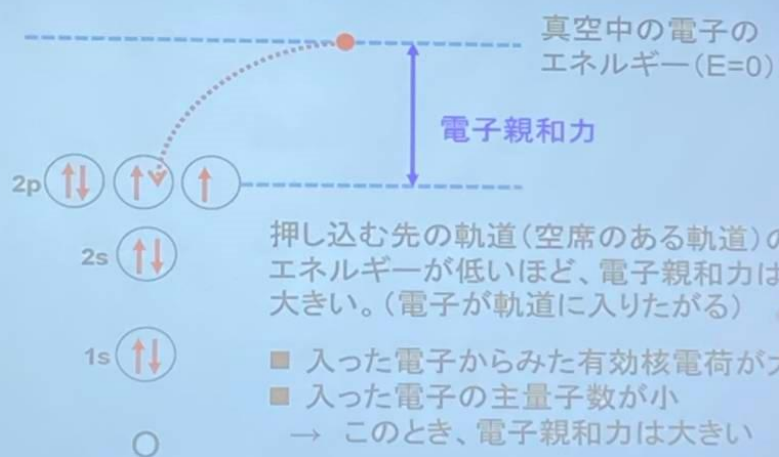 真空中の電子の
エネルギー(E=0)
電子親和力
2p
押し込む先の軌道(空席のある軌道)の
2s
エネルギーが低いほど、電子親和力は
大きい。(電子が軌道に入りたがる)
1s
■ 入った電子からみた有効核電荷が
■ 入った電子の主量子数が小
→ このとき、電子親和力は大きい
O